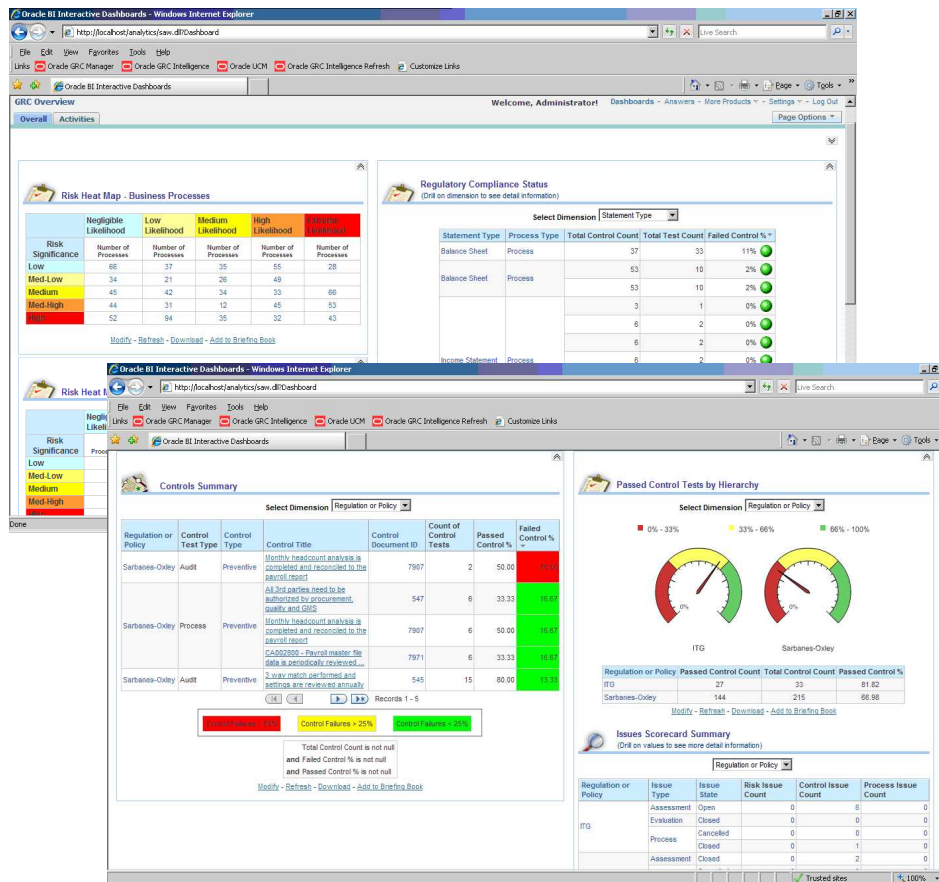 Oracle BI Interactive Dashboards - Windows Internet Explorer
http://localhost/analytics/saw.dll?Dashboard
Live Search
File Edit View Favorites Tools Help
Links Oracle GRC Manager Oracle GRC Intelligence Oracle UCM Oracle GRC Intelligence Refresh Customize Links
Oracle BI Interactive Dashboards
Page Tools
GRC Overview
Welcome, Administrator! Dashboards - Answers - More Products - Settings - Log Out
Overall Activities
Page Options
Risk Heat Map - Business Processes
Negligible Likelihood Low Likelihood Medium Likelihood High Likelihood
Risk Significance Number of Processes Number of Processes Number of Processes Number of Processes Number of Processes
Low 66 37 35 55 28
Med-Low 34 21 26 49
Medium 45 42 34 33 66
Med-High 44 31 12 45 53
High 52 94 35 32 43
Modify - Refresh - Download - Add to Briefing Book
Regulatory Compliance Status
(Drill on dimension to see detail information)
Select Dimension Statement Type
Statement Type Process Type Total Control Count Total Test Count Failed Control %
Balance Sheet Process 37 33 11%
Balance Sheet Process 53 10 2%
53 10 2%
3 1 0%
6 2 0%
6 2 0%
Income Statement Process 6 2 0%
Risk Heat
Risk
Significance
Low
Med-Low
Medium
Med-High
Done
Oracle BI Interactive Dashboards - Windows Internet Explorer
http://localhost/analytics/saw.dll?Dashboard
Live Search
File Edit View Favorites Tools Help
Links Oracle GRC Manager Oracle GRC Intelligence Oracle UCM Oracle GRC Intelligence Refresh Customize Links
Oracle BI Interactive Dashboards
Page Tools
Controls Summary
Select Dimension Regulation or Policy
Regulation or Policy Control Test Type Control Type Control Title Control Document ID Count of Control Tests Passed Control % Failed Control %
Sarbanes-Oxley Audit Preventive Monthly headcount analysis is completed and reconciled to the payroll report 7907 2 50.00
All 3rd parties need to be authorized by procurement, quality and GMS 547 6 33.33 16.67
Sarbanes-Oxley Process Preventive Monthly headcount analysis is completed and reconciled to the payroll report 7907 6 50.00 16.67
CA002800 - Payroll master file data is periodically reviewed ... 7971 6 33.33 16.67
Sarbanes-Oxley Audit Preventive 3 way match performed and settings are reviewed annually 545 15 80.00 13.33
Records 1 - 5
Control Failures Control Failures > 25% Control Failures < 25%
Total Control Count is not null
and Failed Control % is not null
and Passed Control % is not null
Modify - Refresh - Download - Add to Briefing Book
Passed Control Tests by Hierarchy
Select Dimension Regulation or Policy
0% - 33% 33% - 66% 66% - 100%
0% 0%
ITG Sarbanes-Oxley
Regulation or Policy Passed Control Count Total Control Count Passed Control %
ITG 27 33 81.82
Sarbanes-Oxley 144 215 66.98
Modify - Refresh - Download - Add to Briefing Book
Issues Scorecard Summary
(Drill on values to see more detail information)
Regulation or Policy
Regulation or Policy Issue Type Issue State Risk Issue Count Control Issue Count Process Issue Count
ITG Assessment Open 0 6 0
Evaluation Closed 0 0 0
Process Cancelled 0 0 0
Closed 0 1 0
Assessment Closed 0 2 0
Trusted sites 100%